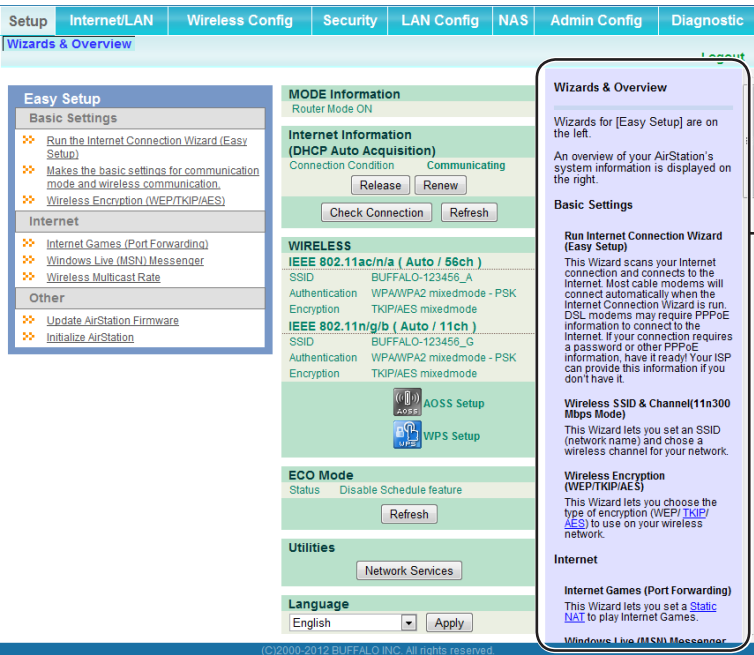 Setup Internet/LAN Wireless Config Security LAN Config NAS Admin Config Diagnostic
Wizards & Overview
Logout
Easy Setup
Basic Settings
Run the Internet Connection Wizard (Easy
Setup)
Makes the basic settings for communication
mode and wireless communication.
Wireless Encryption (WEP/TKIP/AES)
Internet
Internet Games (Port Forwarding)
Windows Live (MSN) Messenger
Wireless Multicast Rate
Other
Update AirStation Firmware
Initialize AirStation
MODE Information
Router Mode ON
Internet Information
(DHCP Auto Acquisition)
Connection Condition Communicating
Release Renew
Check Connection Refresh
WIRELESS
IEEE 802.11ac/n/a ( Auto / 56ch )
SSID BUFFALO-123456_A
Authentication WPA/WPA2 mixedmode - PSK
Encryption TKIP/AES mixedmode
IEEE 802.11n/g/b ( Auto / 11ch )
SSID BUFFALO-123456_G
Authentication WPA/WPA2 mixedmode - PSK
Encryption TKIP/AES mixedmode
AOSS AOSS Setup
WPS WPS Setup
ECO Mode
Status Disable Schedule feature
Refresh
Utilities
Network Services
Language
English Apply
(C)2000-2012 BUFFALO INC. All rights reserved.
Wizards & Overview
Wizards for [Easy Setup] are on
the left.
An overview of your AirStation's
system information is displayed on
the right.
Basic Settings
Run Internet Connection Wizard
(Easy Setup)
This Wizard scans your Internet
connection and connects to the
Internet. Most cable modems will
connect automatically when the
Internet Connection Wizard is run.
DSL modems may require PPPoE
information to connect to the
Internet. If your connection requires
a password or other PPPoE
information, have it ready! Your ISP
can provide this information if you
don't have it.
Wireless SSID & Channel(11n300
Mbps Mode)
This Wizard lets you set an SSID
(network name) and chose a
wireless channel for your network.
Wireless Encryption
(WEP/TKIP/AES)
This Wizard lets you choose the
type of encryption (WEP/ TKIP/
AES) to use on your wireless
network.
Internet
Internet Games (Port Forwarding)
This Wizard lets you set a Static
NAT to play Internet Games.
Windows Live (MSN) Messenger